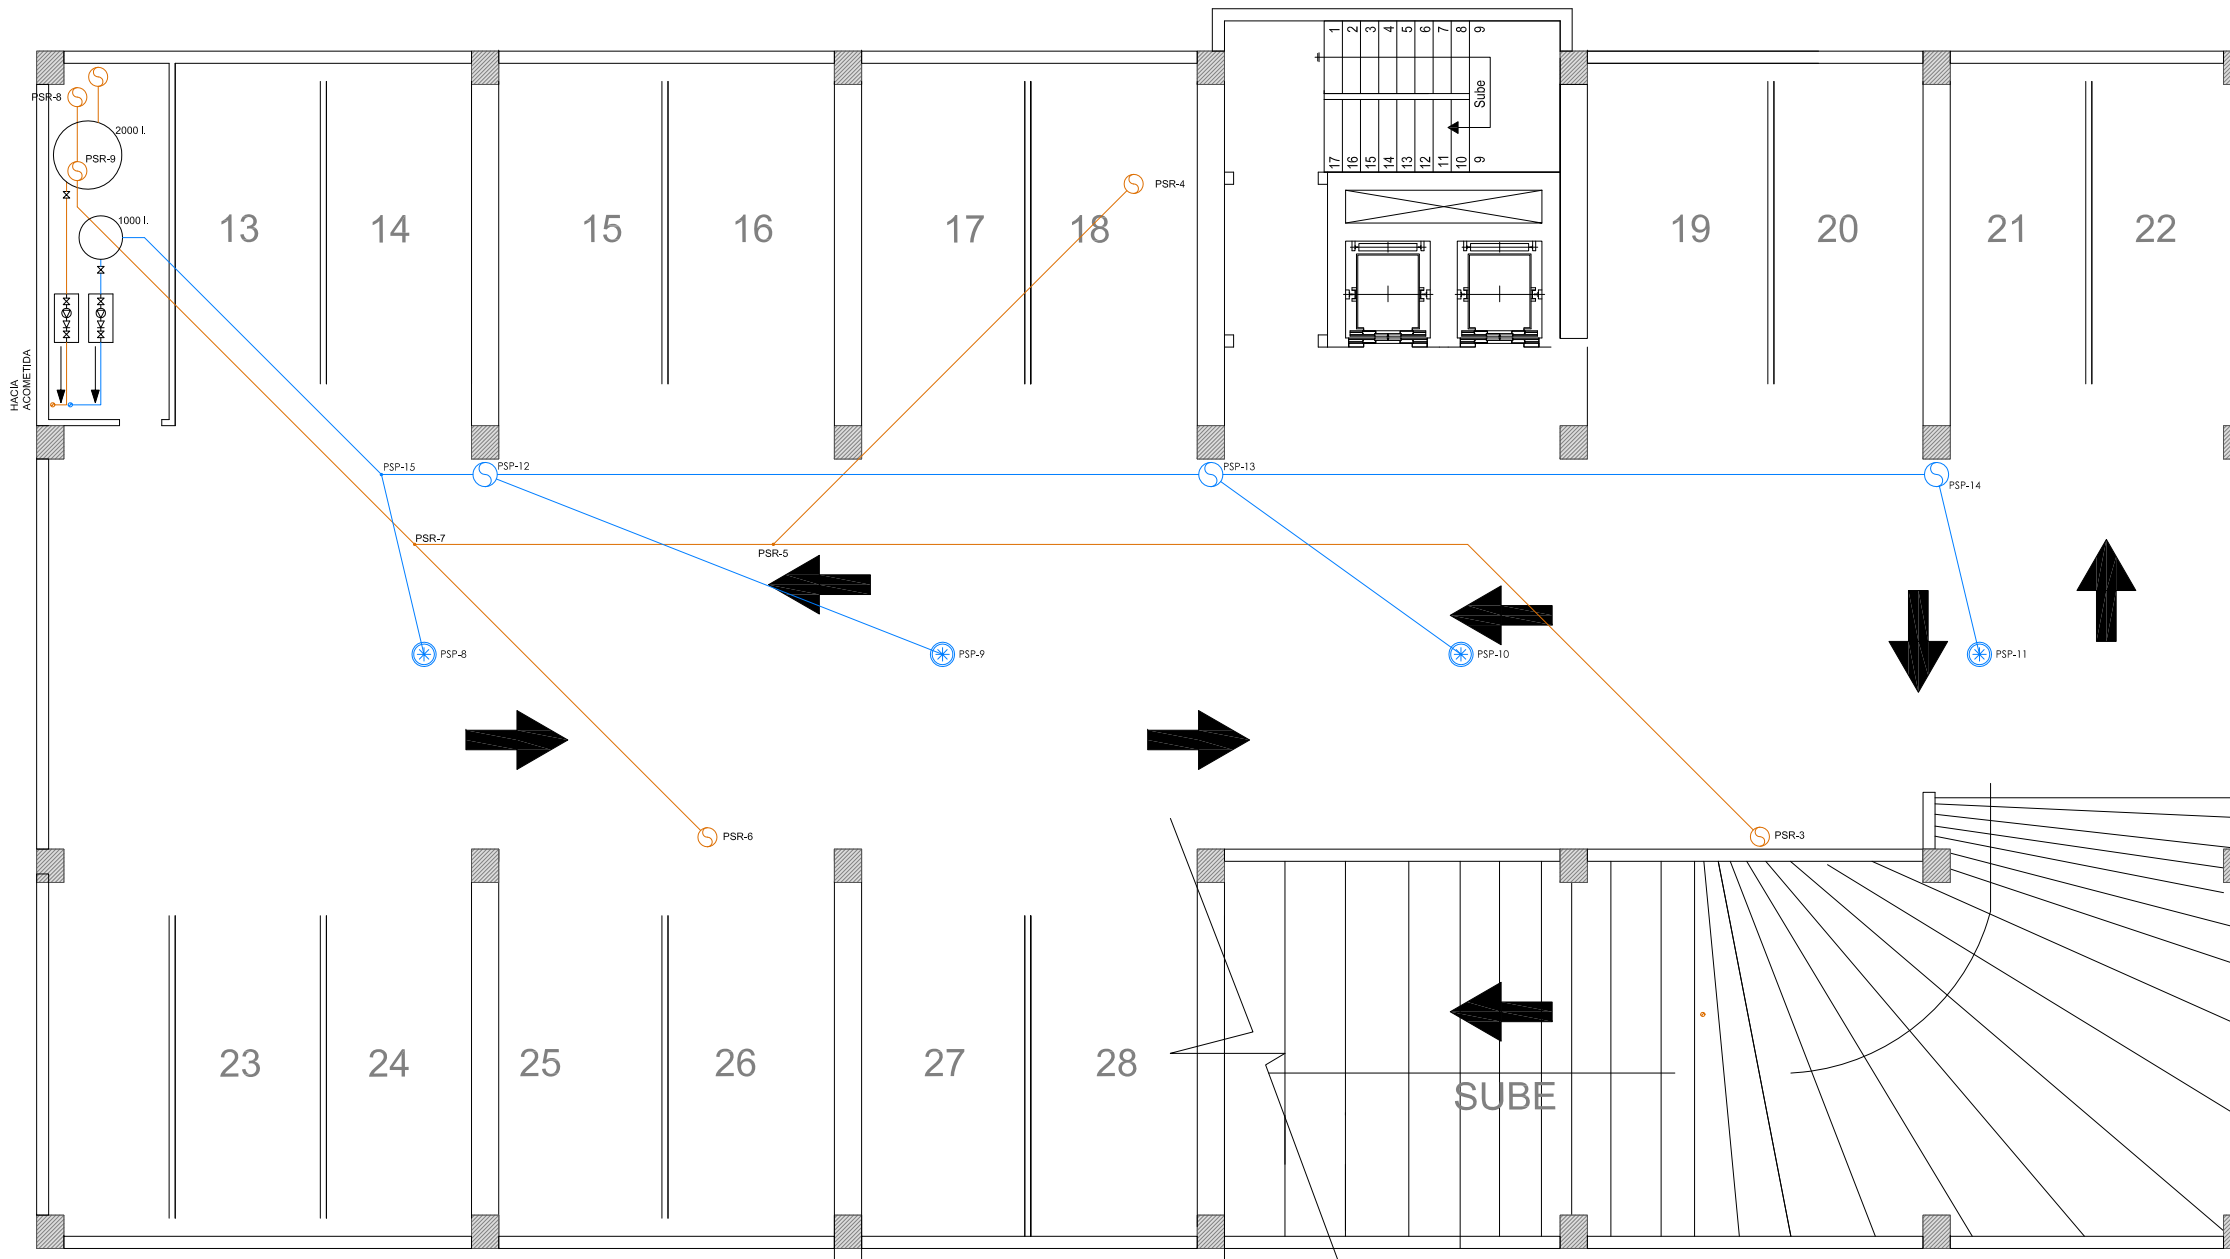 1 2 3 4 5 6 7 8 9
Sube
17 16 15 14 13 12 11 10 9
PSR-8
2000 l.
PSR-9
1000 l.
PSR-4
13 14 15 16 17 18 19 20 21 22
HACIA
ACOMETIDA
PSP-15
PSP-12
PSP-13
PSP-14
PSR-7
PSR-5
PSP-8
PSP-9
PSP-10
PSP-11
PSR-6
PSR-3
23 24 25 26 27 28
SUBE